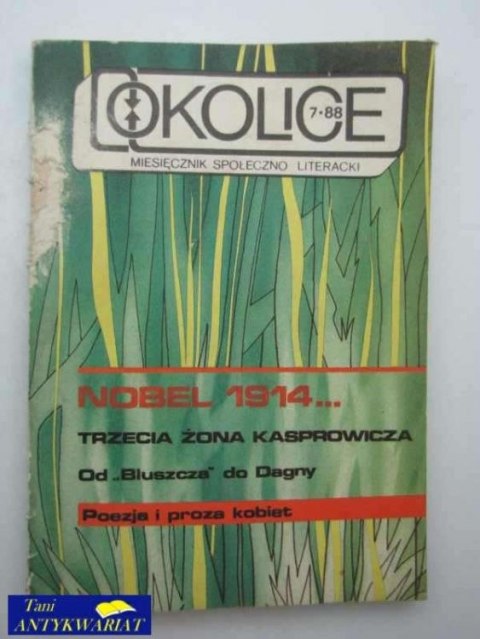 OKOLICE
7·88
MIESIĘCZNIK SPOŁECZNO LITERACKI
NOBEL 1914...
TRZECIA ŻONA KASPROWICZA
Od „Bluszcza" do Dagny
Poezja i proza kobiet
Tani
ANTYKWARIAT